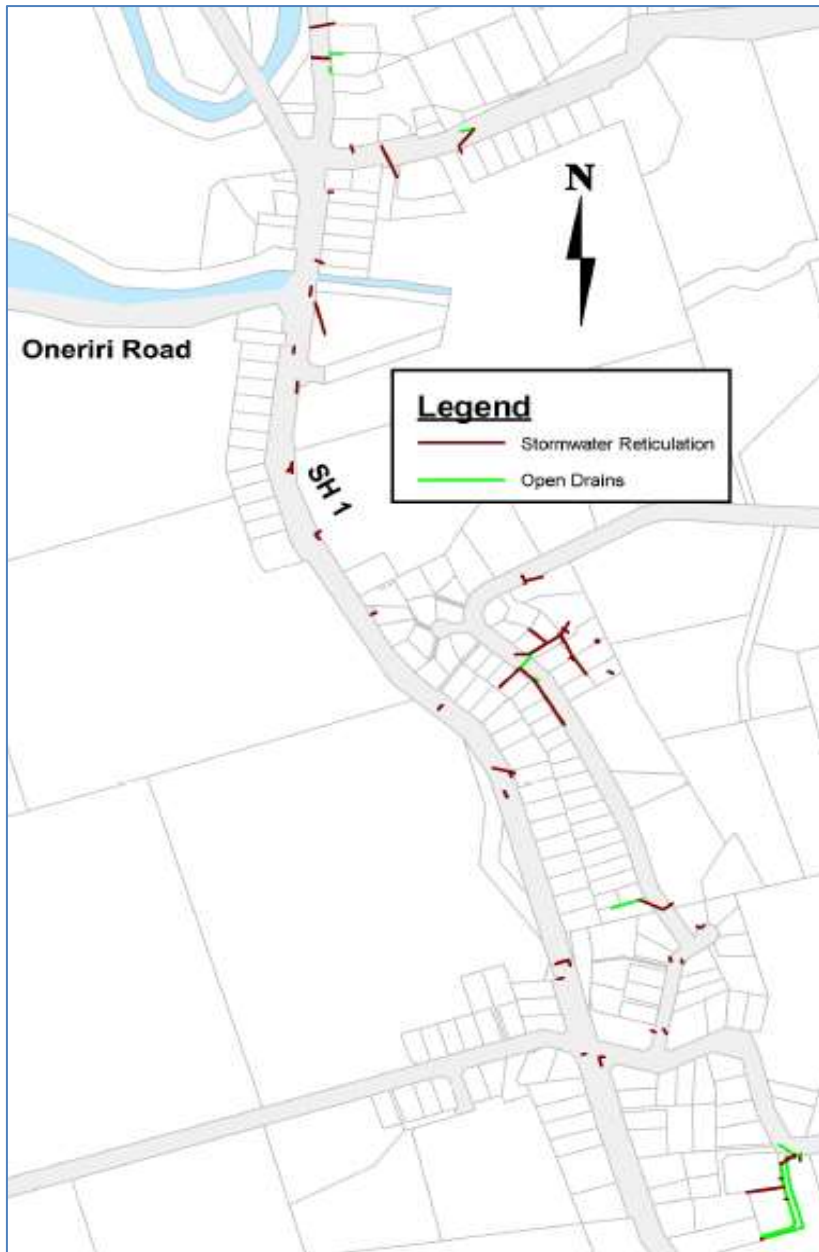 N
Oneriri Road
Legend
Stormwater Reticulation
Open Drains
SH 1